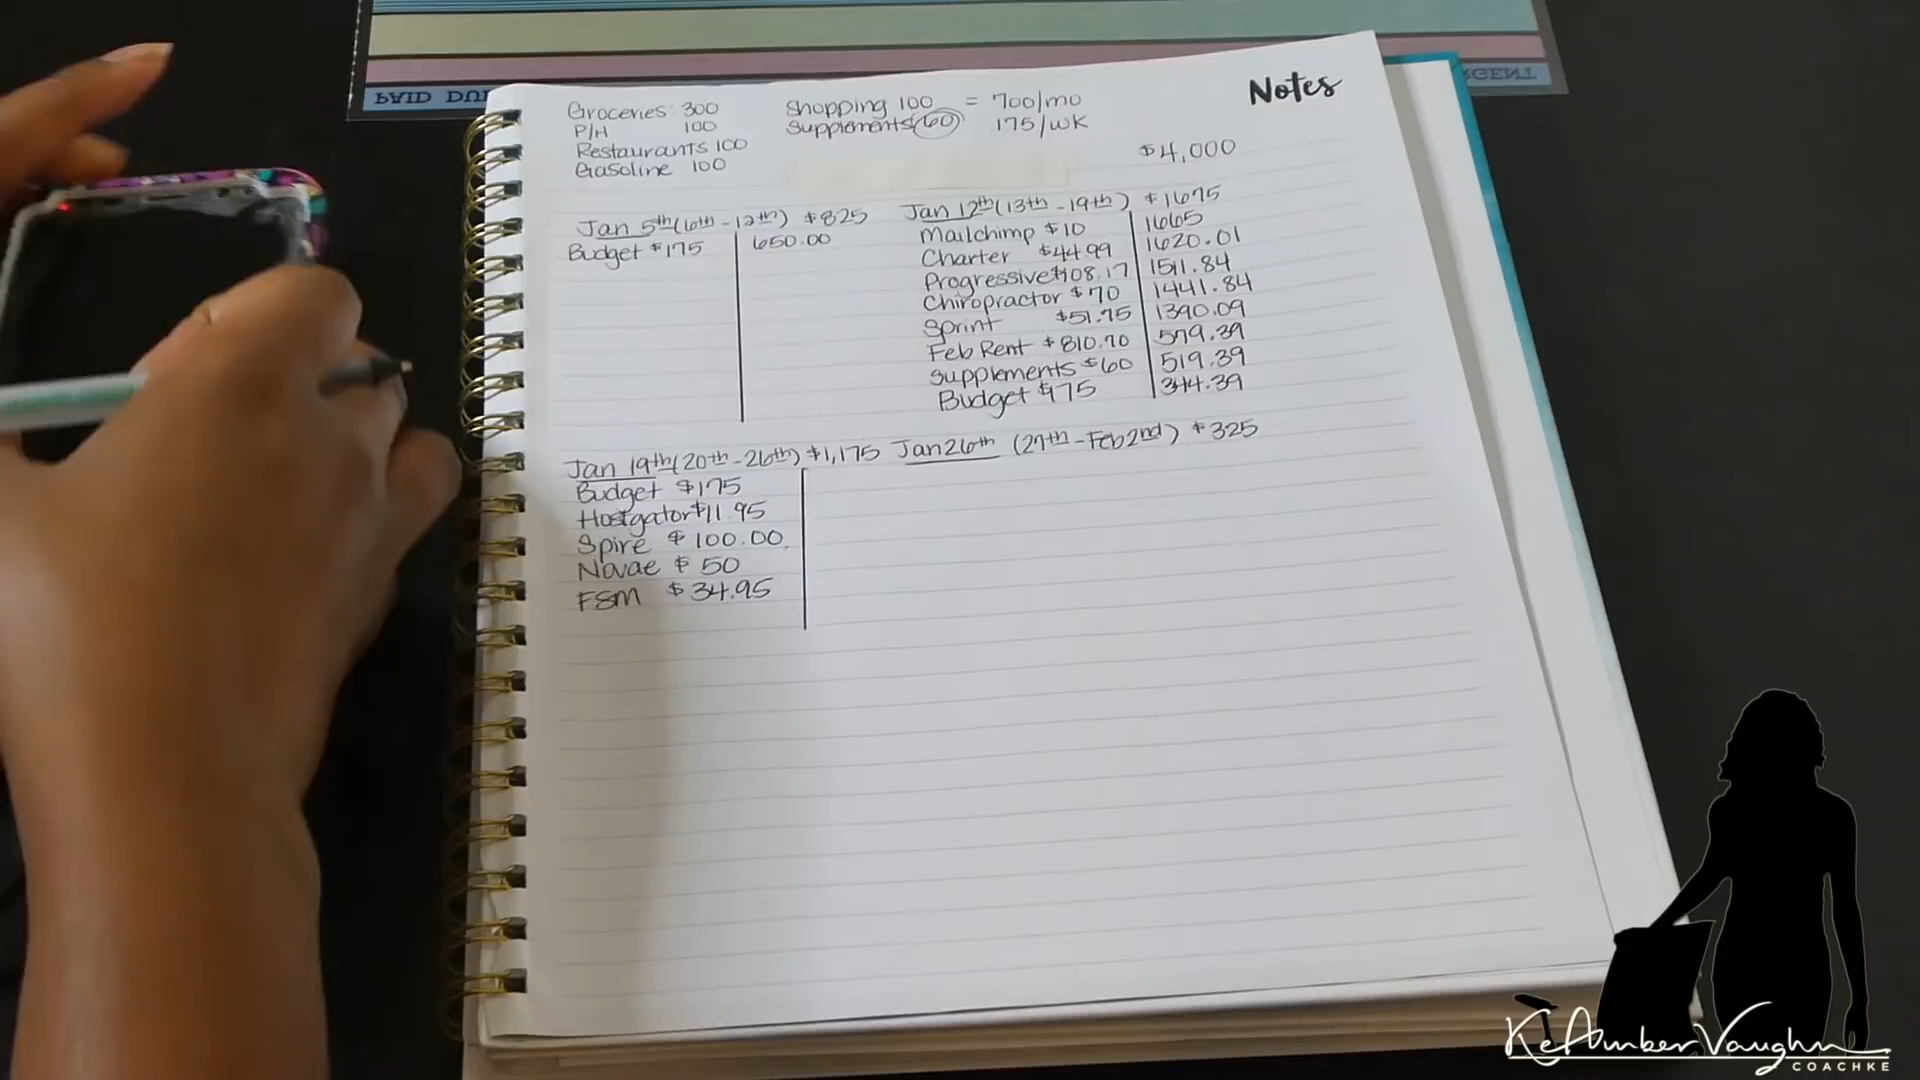 PAID DU
GENT
Notes
Groceries: 300
P/H 100
Restaurants 100
Gasoline 100
Shopping 100 = 700/mo
Supplements (60) 175/WK
$4,000
Jan 5th (6th - 12th) $825
Budget $175 650.00
Jan 12th (13th - 19th) $1675
Mailchimp $10 1665
Charter $44.99 1620.01
Progressive $108.17 1511.84
Chiropractor $70 1441.84
Sprint $51.75 1390.09
Feb Rent $810.70 579.39
Supplements $60 519.39
Budget $175 344.39
Jan 19th (20th - 26th) $1,175
Budget $175
Hostgator $11.95
Spire $100.00
Novae $50
FSM $34.95
Jan 26th (27th - Feb 2nd) $325
KeAmber Vaughn
COACHKE